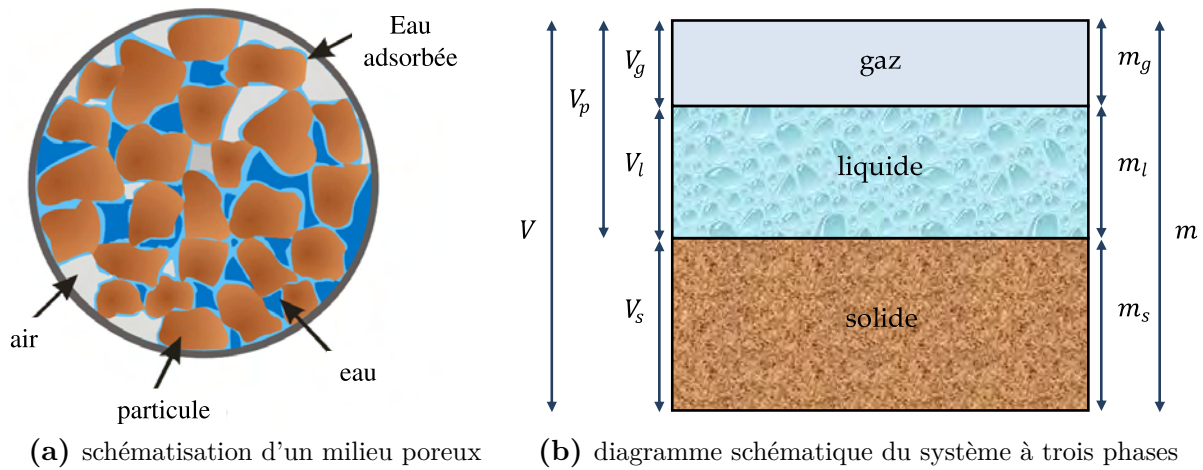 Eau
adsorbée
air
particule
eau
(a) schématisation d'un milieu poreux
V
V_p
V_g
V_l
V_s
gaz
liquide
solide
m_g
m_l
m_s
m
(b) diagramme schématique du système à trois phases